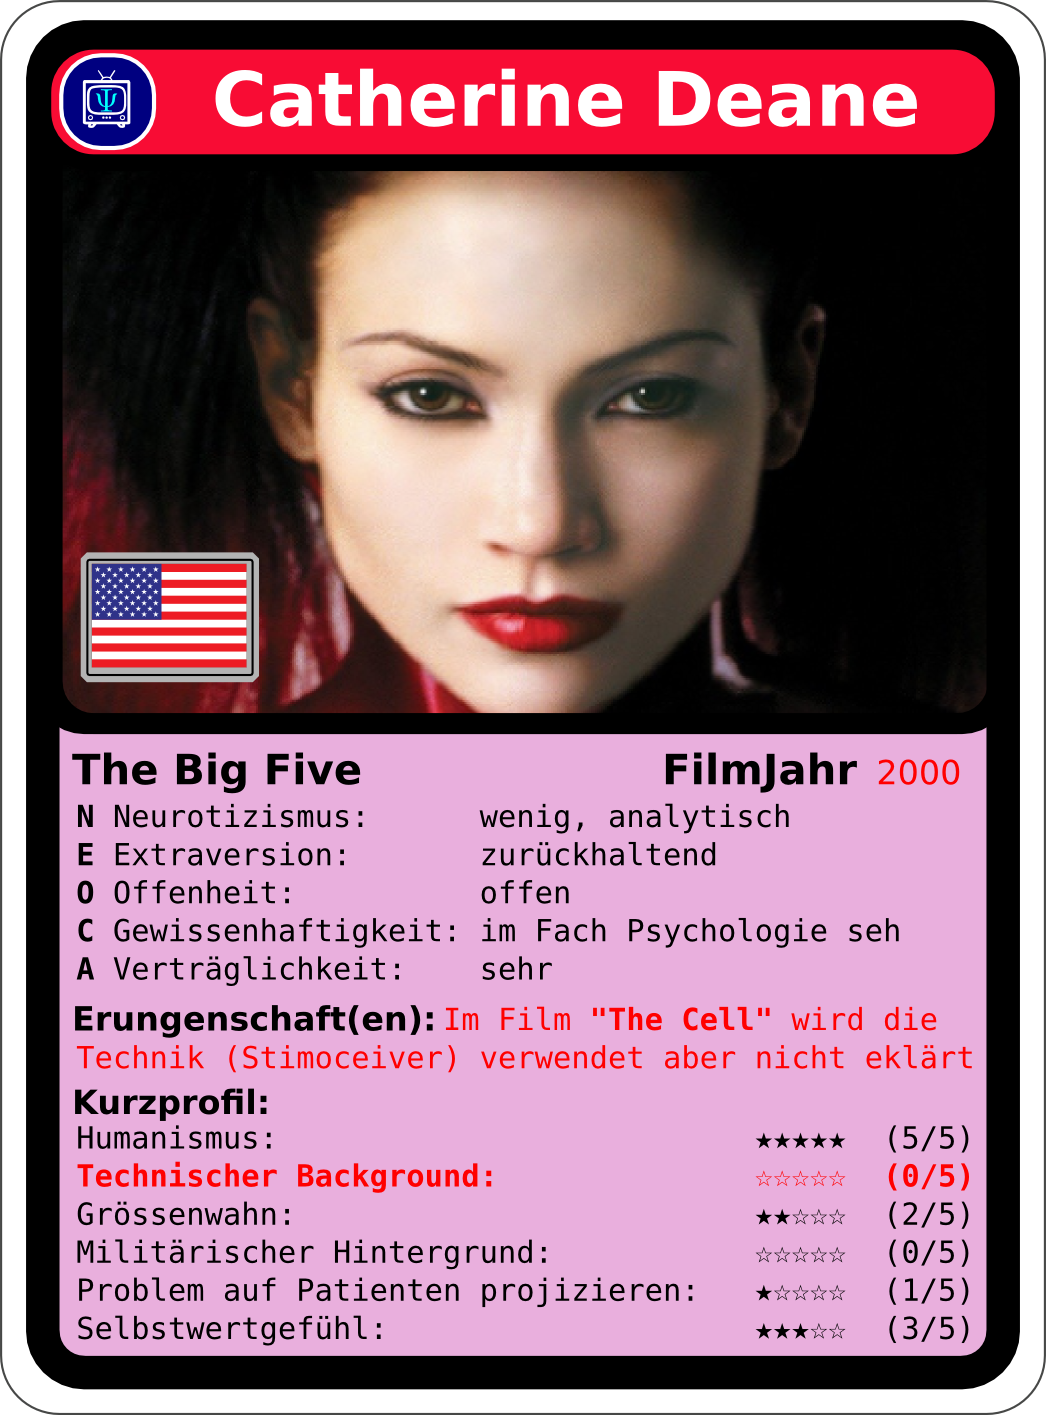 Catherine Deane
Ψ
The Big Five FilmJahr 2000
N Neurotizismus: wenig, analytisch
E Extraversion: zurückhaltend
O Offenheit: offen
C Gewissenhaftigkeit: im Fach Psychologie seh
A Verträglichkeit: sehr
Erungenschaft(en): Im Film "The Cell" wird die
Technik (Stimoceiver) verwendet aber nicht eklärt
Kurzprofil:
Humanismus: ★★★★★ (5/5)
Technischer Background: ☆☆☆☆☆ (0/5)
Grössenwahn: ★★☆☆☆ (2/5)
Militärischer Hintergrund: ☆☆☆☆☆ (0/5)
Problem auf Patienten projizieren: ★☆☆☆☆ (1/5)
Selbstwertgefühl: ★★★☆☆ (3/5)